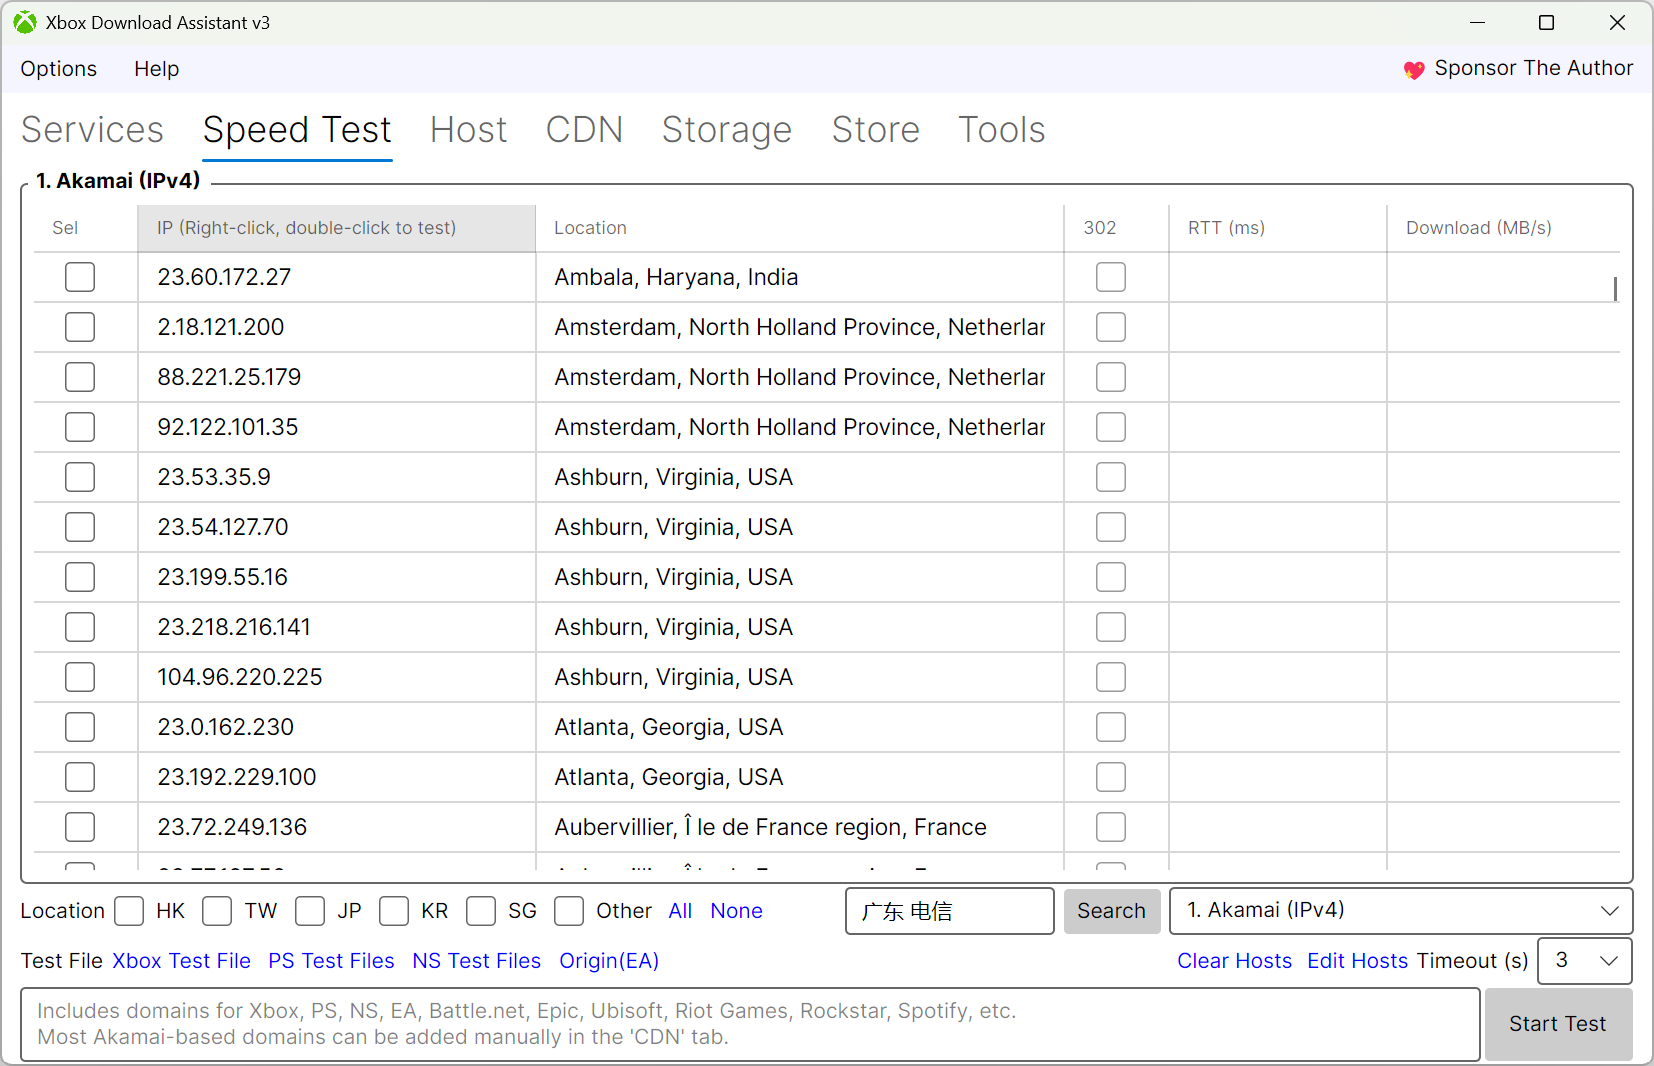 Xbox Download Assistant v3
Options Help Sponsor The Author
Services Speed Test Host CDN Storage Store Tools
1. Akamai (IPv4)
Sel IP (Right-click, double-click to test) Location 302 RTT (ms) Download (MB/s)
23.60.172.27 Ambala, Haryana, India
2.18.121.200 Amsterdam, North Holland Province, Netherlan
88.221.25.179 Amsterdam, North Holland Province, Netherlan
92.122.101.35 Amsterdam, North Holland Province, Netherlan
23.53.35.9 Ashburn, Virginia, USA
23.54.127.70 Ashburn, Virginia, USA
23.199.55.16 Ashburn, Virginia, USA
23.218.216.141 Ashburn, Virginia, USA
104.96.220.225 Ashburn, Virginia, USA
23.0.162.230 Atlanta, Georgia, USA
23.192.229.100 Atlanta, Georgia, USA
23.72.249.136 Aubervillier, Î le de France region, France
Location HK TW JP KR SG Other All None 广东 电信 Search 1. Akamai (IPv4)
Test File Xbox Test File PS Test Files NS Test Files Origin(EA) Clear Hosts Edit Hosts Timeout (s) 3
Includes domains for Xbox, PS, NS, EA, Battle.net, Epic, Ubisoft, Riot Games, Rockstar, Spotify, etc.
Most Akamai-based domains can be added manually in the 'CDN' tab.
Start Test